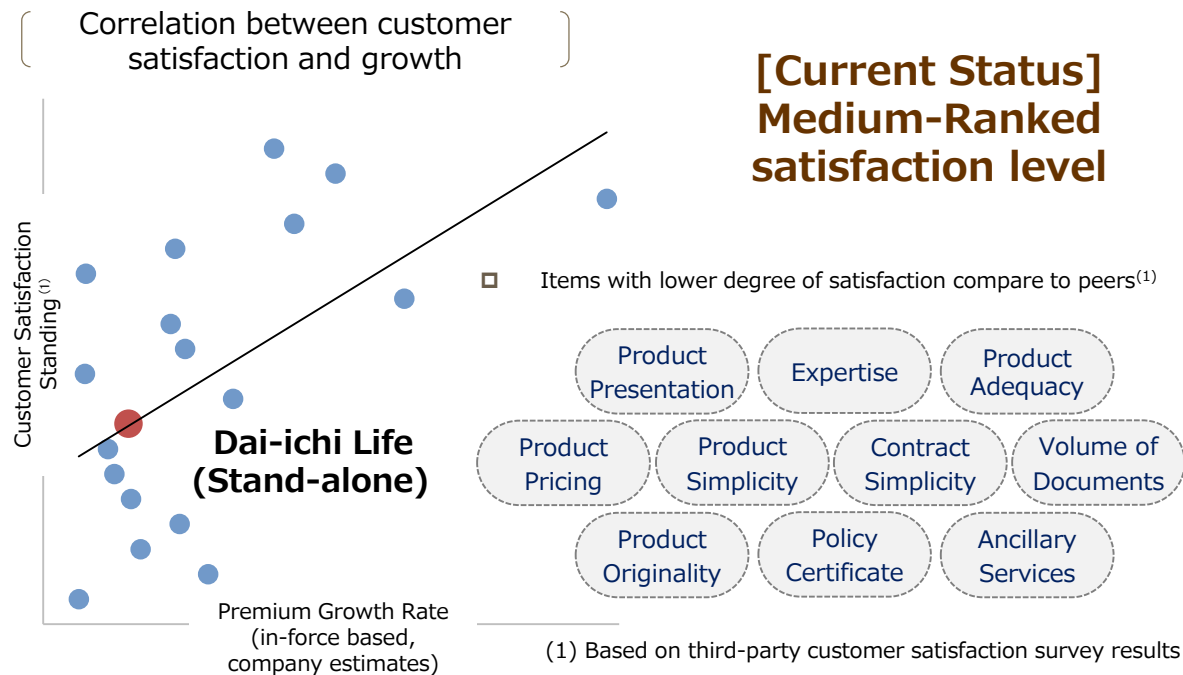 Correlation between customer
satisfaction and growth
[Current Status]
Medium-Ranked
satisfaction level
Customer Satisfaction
Standing (1)
Dai-ichi Life
(Stand-alone)
Premium Growth Rate
(in-force based,
company estimates)
Items with lower degree of satisfaction compare to peers(1)
Product
Presentation
Expertise
Product
Adequacy
Product
Pricing
Product
Simplicity
Contract
Simplicity
Volume of
Documents
Product
Originality
Policy
Certificate
Ancillary
Services
(1) Based on third-party customer satisfaction survey results